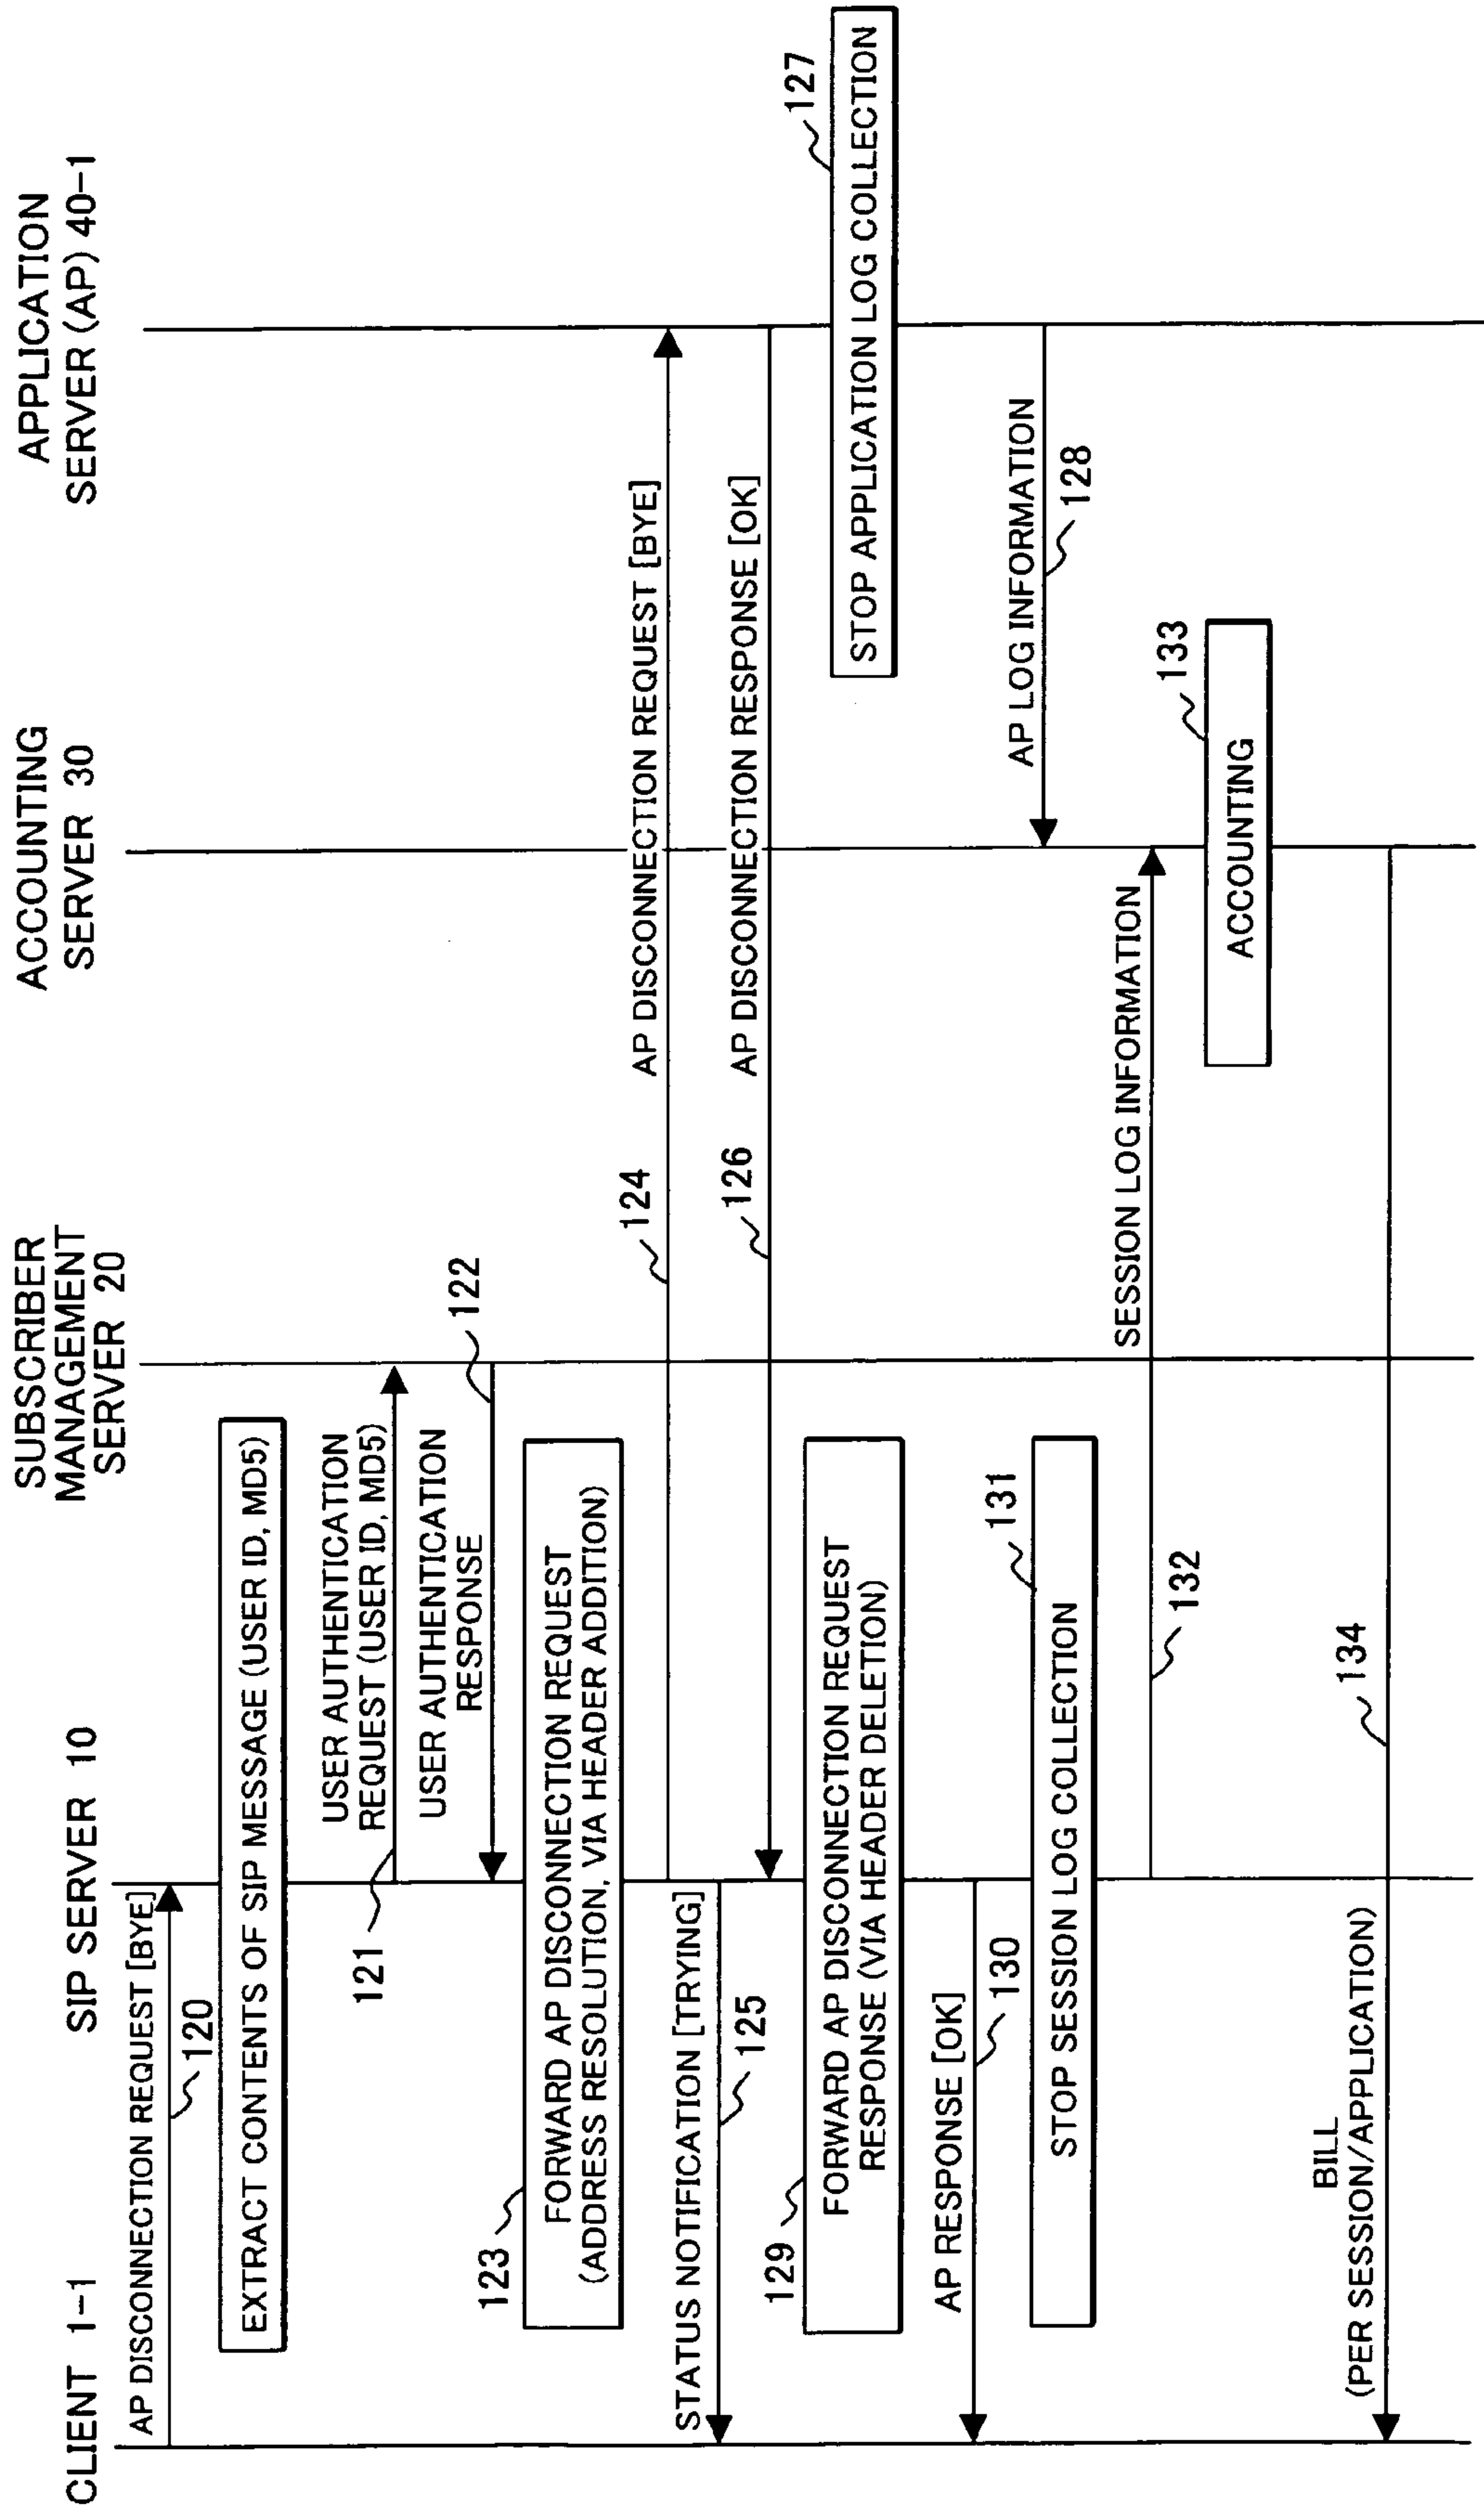 CLIENT 1-1
SIP SERVER 10
SUBSCRIBER
MANAGEMENT
SERVER 20
ACCOUNTING
SERVER 30
APPLICATION
SERVER (AP) 40-1
AP DISCONNECTION REQUEST [BYE]
120
EXTRACT CONTENTS OF SIP MESSAGE (USER ID, MD5)
USER AUTHENTICATION
REQUEST (USER ID, MD5)
121
USER AUTHENTICATION
RESPONSE
122
123
FORWARD AP DISCONNECTION REQUEST
(ADDRESS RESOLUTION, VIA HEADER ADDITION)
AP DISCONNECTION REQUEST [BYE]
124
STATUS NOTIFICATION [TRYING]
125
AP DISCONNECTION RESPONSE [OK]
126
127
STOP APPLICATION LOG COLLECTION
129
FORWARD AP DISCONNECTION REQUEST
RESPONSE (VIA HEADER DELETION)
AP RESPONSE [OK]
130
AP LOG INFORMATION
128
131
STOP SESSION LOG COLLECTION
SESSION LOG INFORMATION
132
133
ACCOUNTING
BILL
(PER SESSION/APPLICATION)
134